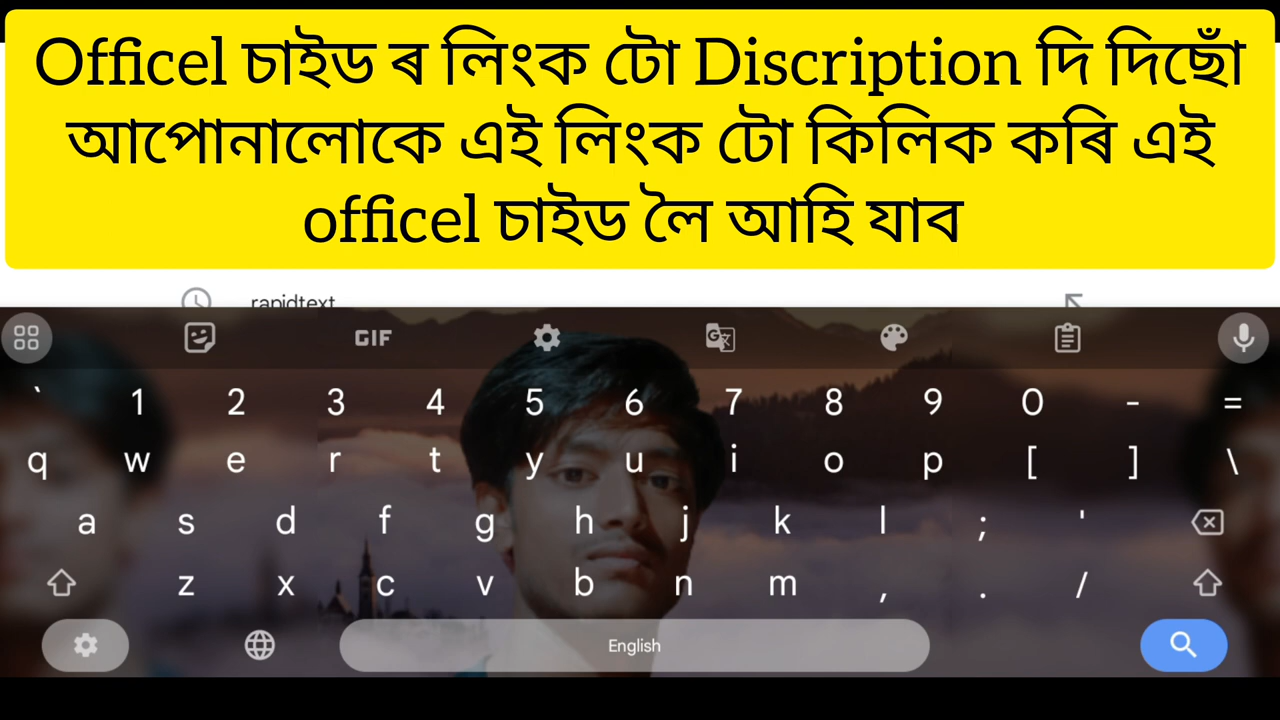 Officel চাইড ৰ লিংক টো Discription দি দিছোঁ
আপোনালোকে এই লিংক টো কিলিক কৰি এই
officel চাইড লৈ আহি যাব
rapidtext
GIF
` 1 2 3 4 5 6 7 8 9 0 - =
q w e r t y u i o p [ ] \
a s d f g h j k l ; '
z x c v b n m , . /
English